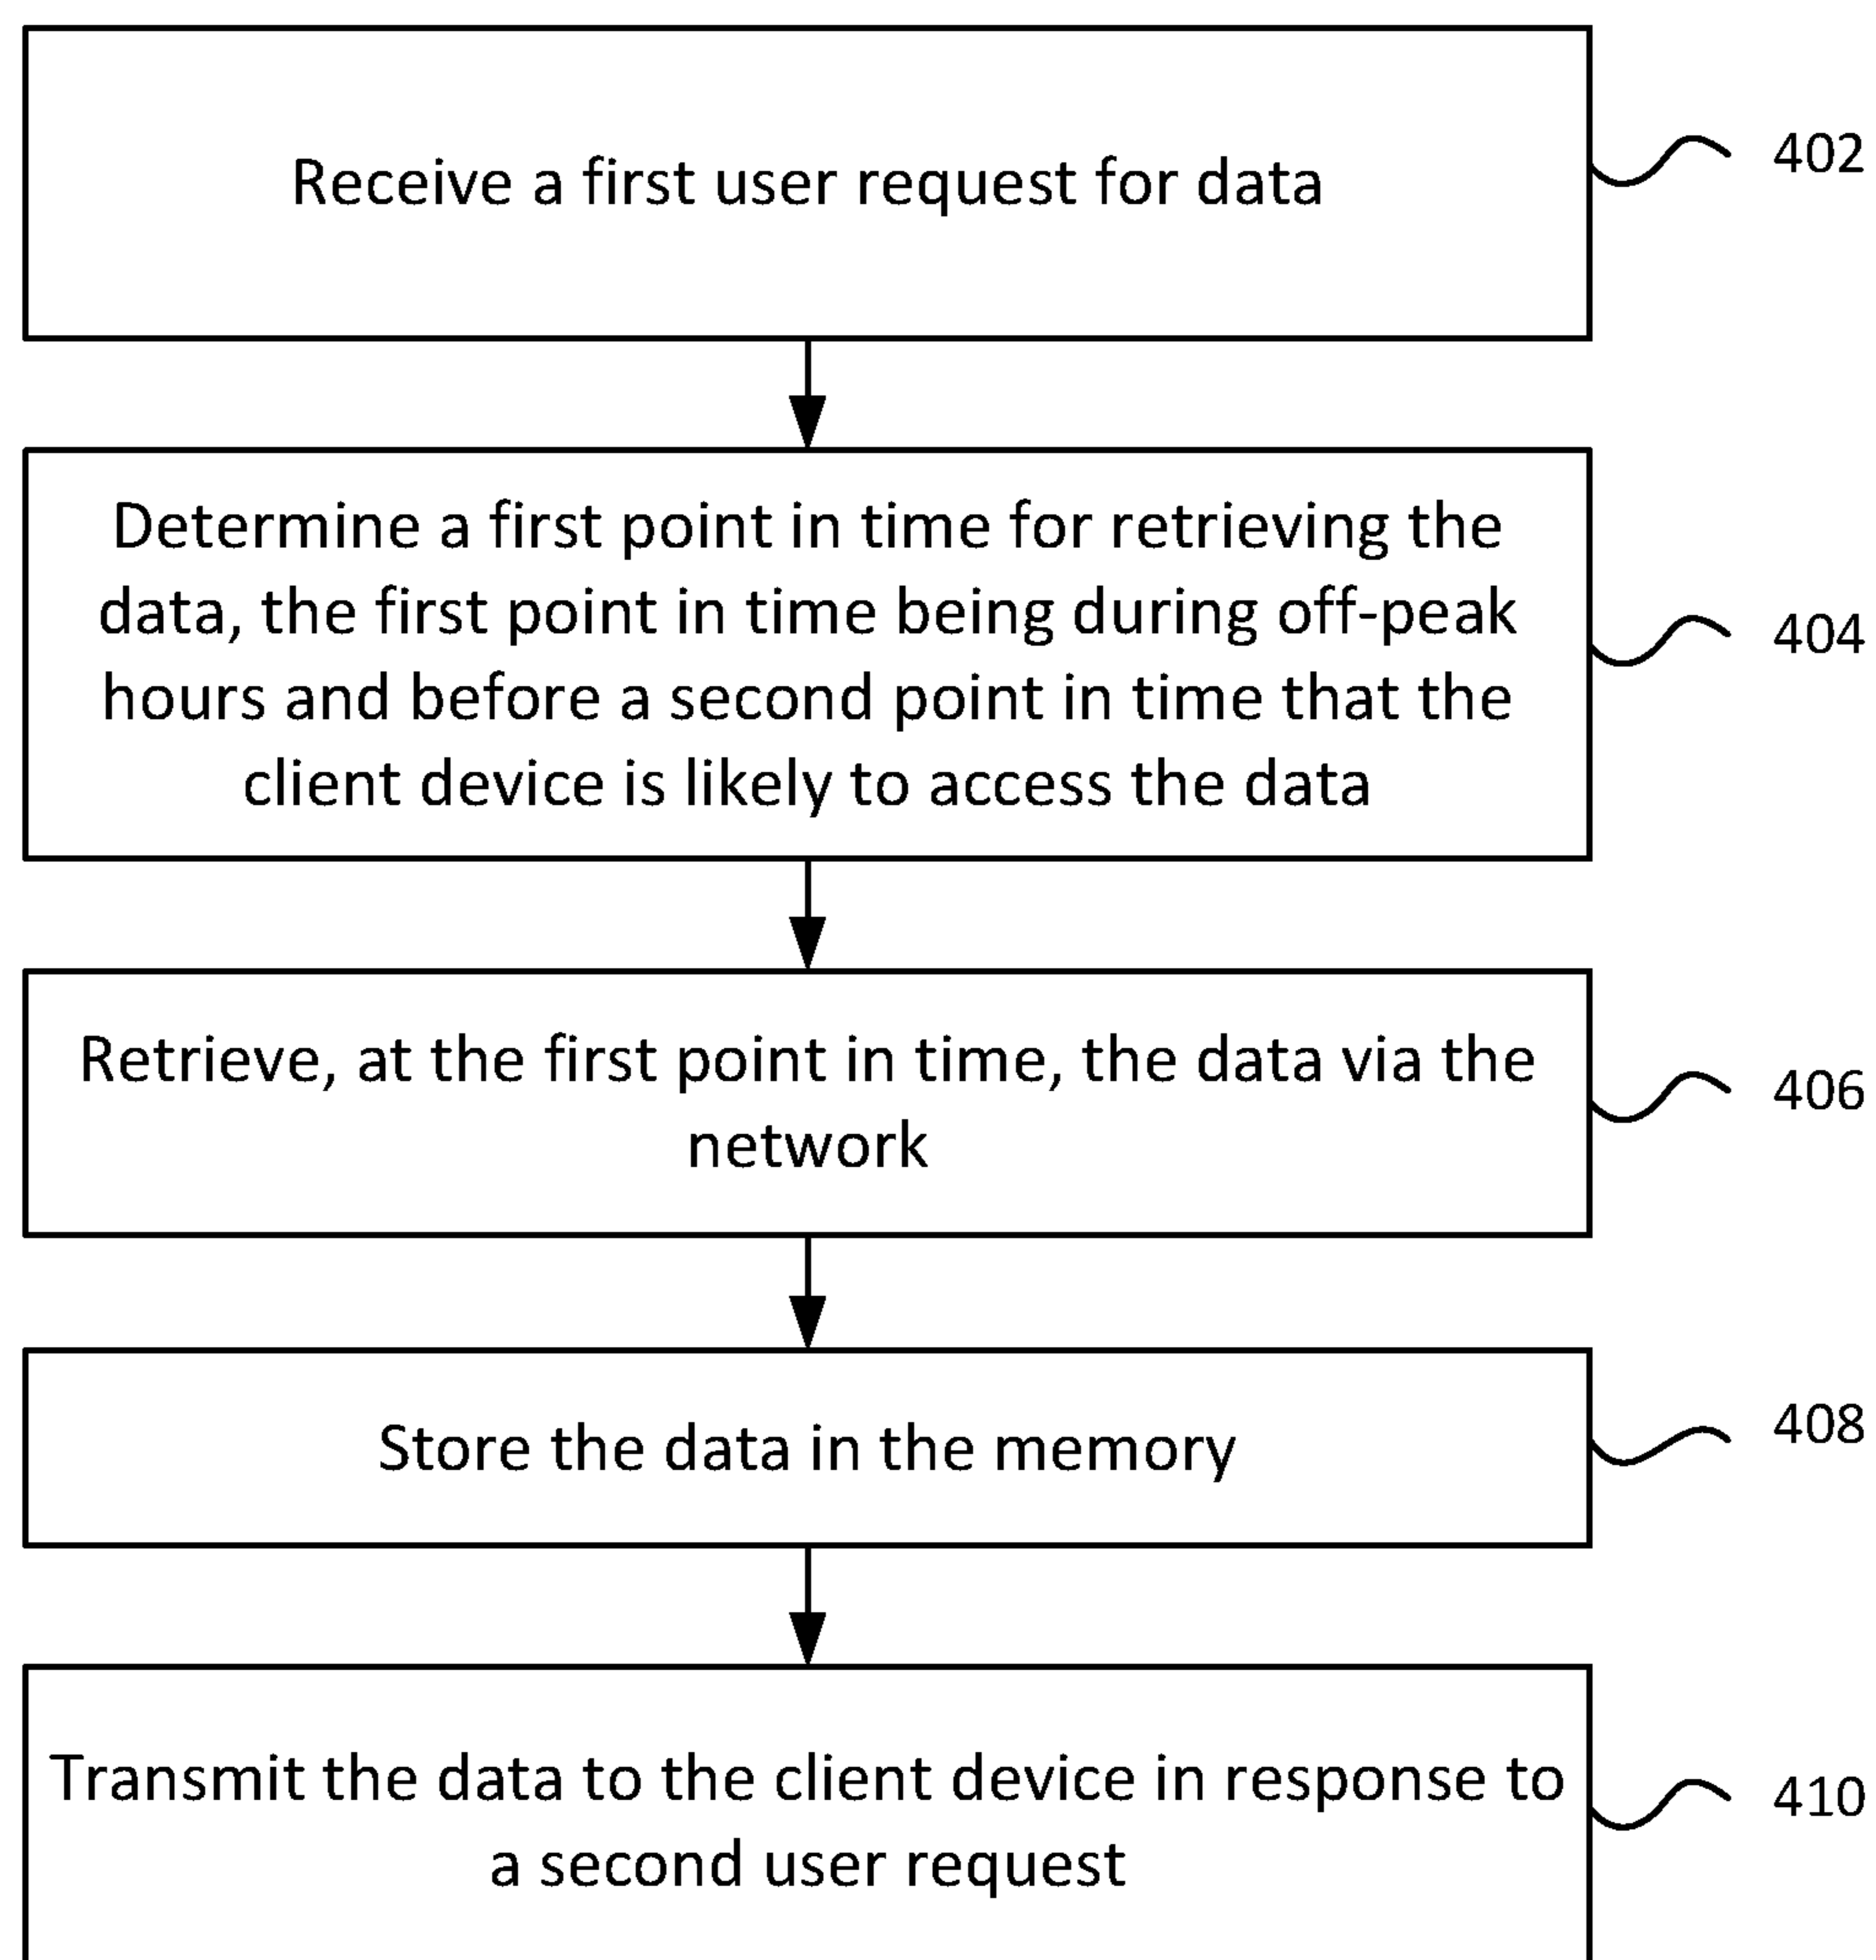 Receive a first user request for data
402
Determine a first point in time for retrieving the
data, the first point in time being during off-peak
hours and before a second point in time that the
client device is likely to access the data
404
Retrieve, at the first point in time, the data via the
network
406
Store the data in the memory
408
Transmit the data to the client device in response to
a second user request
410